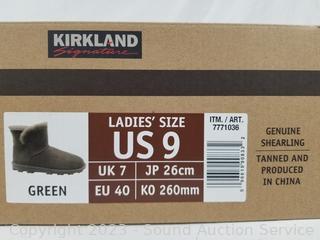 KIRKLAND
Signature
LADIES' SIZE
US 9
UK 7 JP 26cm
EU 40 KO 260mm
GREEN
ITM. / ART.
7771036
GENUINE
SHEARLING
TANNED AND
PRODUCED
IN CHINA
Copyright 2023 - Sound Auction Service